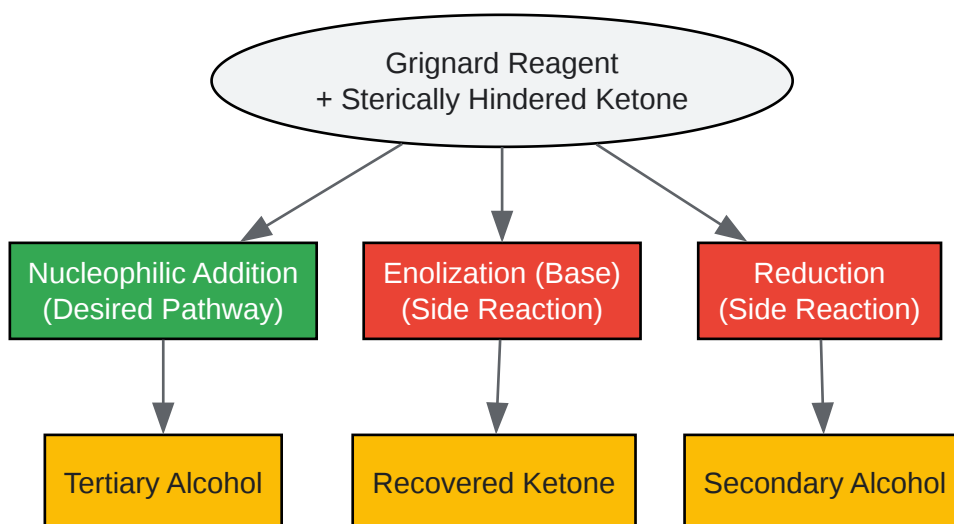 Grignard Reagent
+ Sterically Hindered Ketone
Nucleophilic Addition
(Desired Pathway)
Enolization (Base)
(Side Reaction)
Reduction
(Side Reaction)
Tertiary Alcohol
Recovered Ketone
Secondary Alcohol